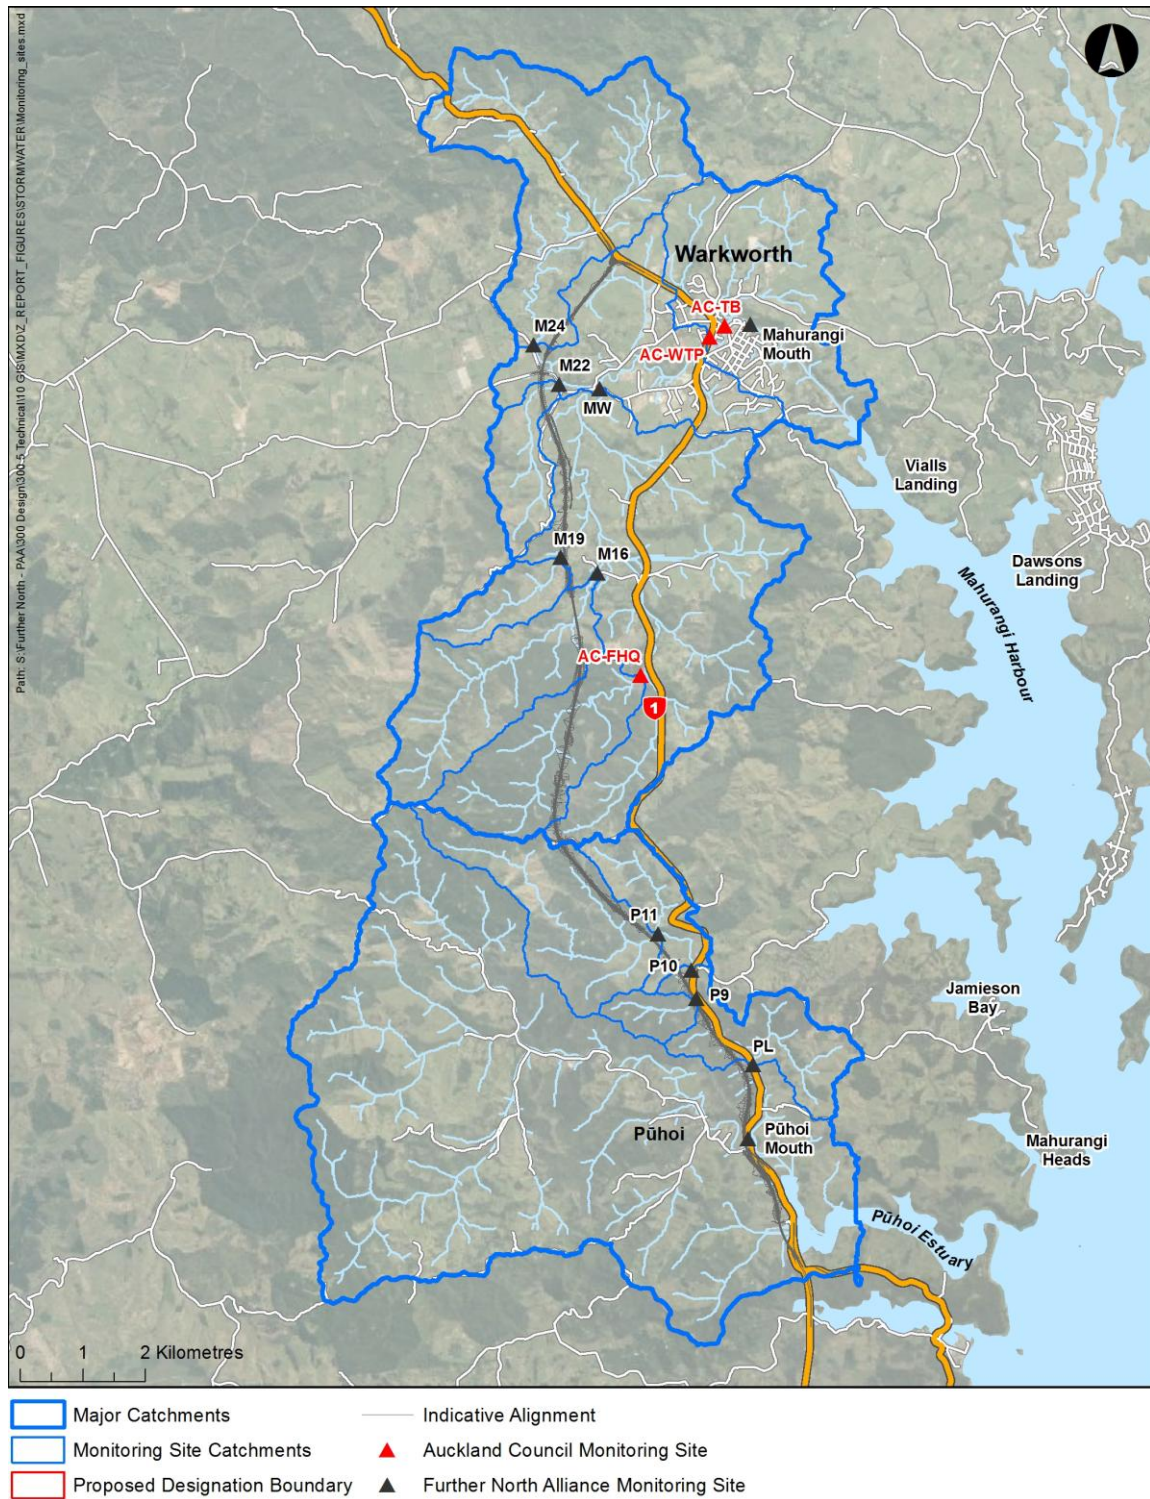 Path: S:\Further North - PAA\300 Design\300.5 Technical\10 GIS\MXD\Z_REPORT_FIGURES\STORMWATER\Monitoring_sites.mxd
Warkworth
AC-TB
M24
Mahurangi
Mouth
AC-WTP
M22
MW
Vialls
Landing
M19
M16
Dawsons
Landing
Mahurangi Harbour
AC-FHQ
1
P11
P10
P9
Jamieson
Bay
PL
Pūhoi
Pūhoi
Mouth
Mahurangi
Heads
Pūhoi Estuary
0 1 2 Kilometres
Major Catchments
Indicative Alignment
Monitoring Site Catchments
Auckland Council Monitoring Site
Proposed Designation Boundary
Further North Alliance Monitoring Site